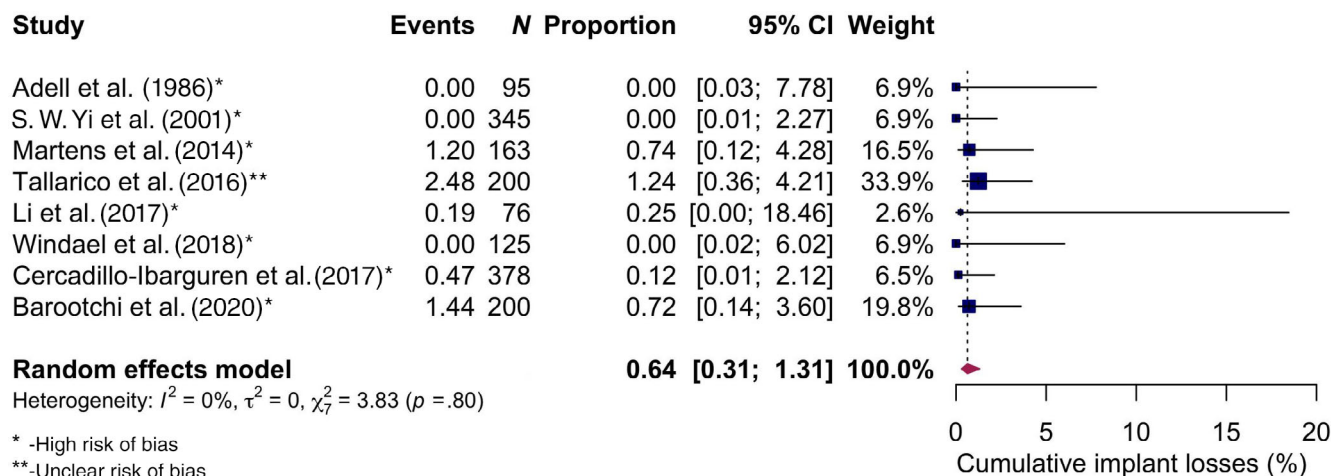 Study Events N Proportion 95% CI Weight
Adell et al. (1986)* 0.00 95 0.00 [0.03; 7.78] 6.9%
S. W. Yi et al. (2001)* 0.00 345 0.00 [0.01; 2.27] 6.9%
Martens et al. (2014)* 1.20 163 0.74 [0.12; 4.28] 16.5%
Tallarico et al. (2016)** 2.48 200 1.24 [0.36; 4.21] 33.9%
Li et al. (2017)* 0.19 76 0.25 [0.00; 18.46] 2.6%
Windael et al. (2018)* 0.00 125 0.00 [0.02; 6.02] 6.9%
Cercadillo-Ibarguren et al. (2017)* 0.47 378 0.12 [0.01; 2.12] 6.5%
Barootchi et al. (2020)* 1.44 200 0.72 [0.14; 3.60] 19.8%
Random effects model 0.64 [0.31; 1.31] 100.0%
Heterogeneity: I² = 0%, τ² = 0, χ²₇ = 3.83 (p =.80)
* -High risk of bias
**-Unclear risk of bias
0 5 10 15 20
Cumulative implant losses (%)